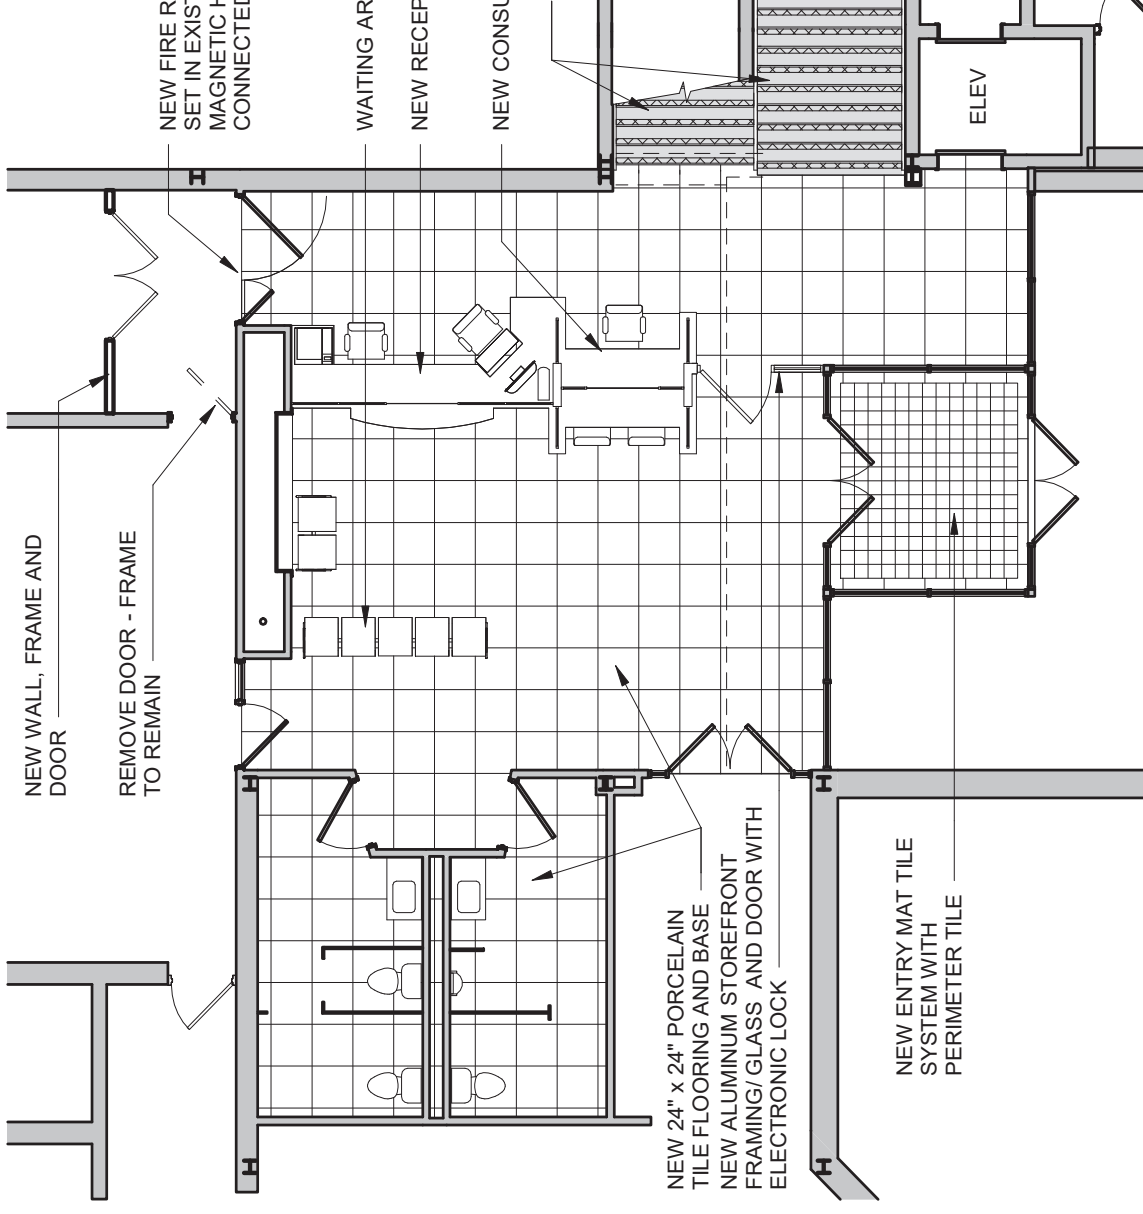 NEW FIRE R
SET IN EXIST
MAGNETIC H
CONNECTED
WAITING AR
NEW RECEP
NEW CONSU
ELEV
NEW WALL, FRAME AND
DOOR
REMOVE DOOR - FRAME
TO REMAIN
NEW 24" x 24" PORCELAIN
TILE FLOORING AND BASE
NEW ALUMINUM STOREFRONT
FRAMING/ GLASS AND DOOR WITH
ELECTRONIC LOCK
NEW ENTRY MAT TILE
SYSTEM WITH
PERIMETER TILE